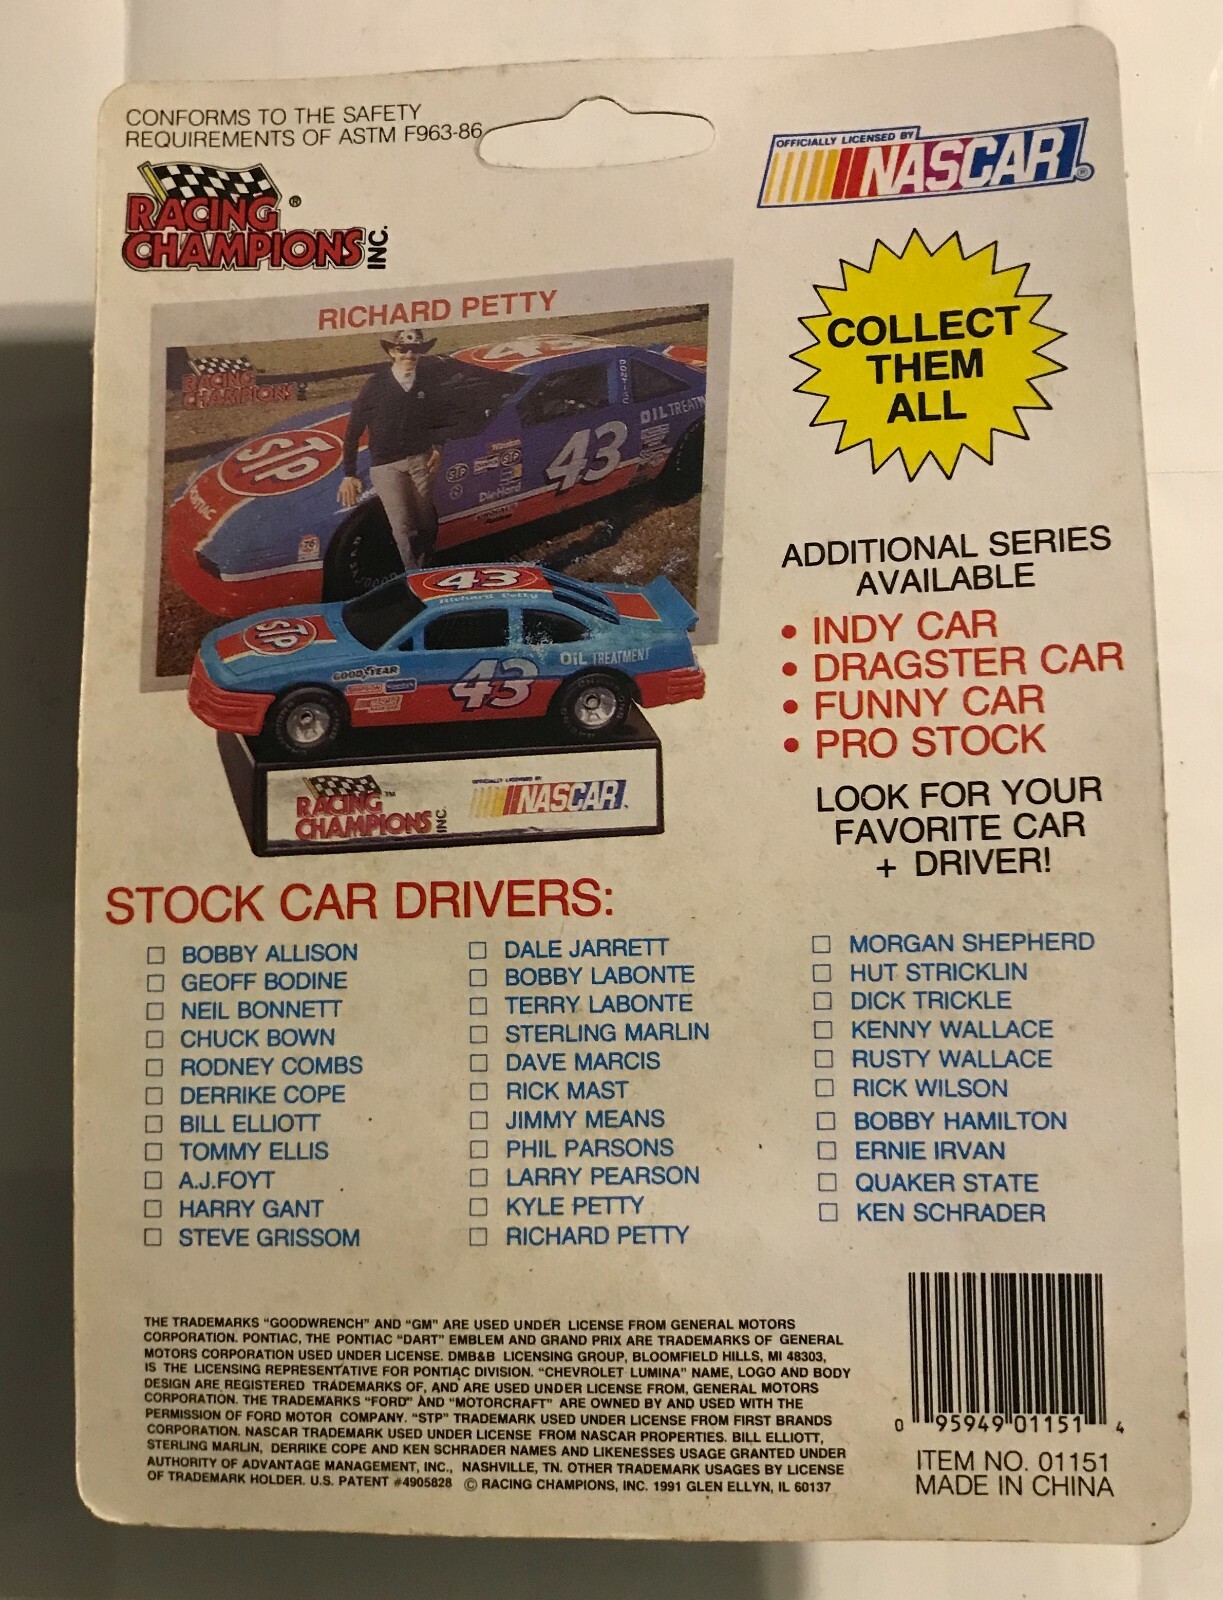 CONFORMS TO THE SAFETY
REQUIREMENTS OF ASTM F963-86
RACING ®
CHAMPIONS INC.
OFFICIALLY LICENSED BY
NASCAR ®
RICHARD PETTY
RACING
CHAMPIONS
43
PONTIAC
OIL TREATM
STP
43
STP
STP
Die-Hard
PONTIAC
76
43
Richard Petty
STP
OIL TREATMENT
GOODYEAR
43
RACING ™
CHAMPIONS INC.
OFFICIALLY LICENSED BY
NASCAR
COLLECT
THEM
ALL
ADDITIONAL SERIES
AVAILABLE
• INDY CAR
• DRAGSTER CAR
• FUNNY CAR
• PRO STOCK
LOOK FOR YOUR
FAVORITE CAR
+ DRIVER!
STOCK CAR DRIVERS:
BOBBY ALLISON
GEOFF BODINE
NEIL BONNETT
CHUCK BOWN
RODNEY COMBS
DERRIKE COPE
BILL ELLIOTT
TOMMY ELLIS
A.J.FOYT
HARRY GANT
STEVE GRISSOM
DALE JARRETT
BOBBY LABONTE
TERRY LABONTE
STERLING MARLIN
DAVE MARCIS
RICK MAST
JIMMY MEANS
PHIL PARSONS
LARRY PEARSON
KYLE PETTY
RICHARD PETTY
MORGAN SHEPHERD
HUT STRICKLIN
DICK TRICKLE
KENNY WALLACE
RUSTY WALLACE
RICK WILSON
BOBBY HAMILTON
ERNIE IRVAN
QUAKER STATE
KEN SCHRADER
THE TRADEMARKS "GOODWRENCH" AND "GM" ARE USED UNDER LICENSE FROM GENERAL MOTORS
CORPORATION. PONTIAC, THE PONTIAC "DART" EMBLEM AND GRAND PRIX ARE TRADEMARKS OF GENERAL
MOTORS CORPORATION USED UNDER LICENSE. DMB&B LICENSING GROUP, BLOOMFIELD HILLS, MI 48303,
IS THE LICENSING REPRESENTATIVE FOR PONTIAC DIVISION. "CHEVROLET LUMINA" NAME, LOGO AND BODY
DESIGN ARE REGISTERED TRADEMARKS OF, AND ARE USED UNDER LICENSE FROM, GENERAL MOTORS
CORPORATION. THE TRADEMARKS "FORD" AND "MOTORCRAFT" ARE OWNED BY AND USED WITH THE
PERMISSION OF FORD MOTOR COMPANY. "STP" TRADEMARK USED UNDER LICENSE FROM FIRST BRANDS
CORPORATION. NASCAR TRADEMARK USED UNDER LICENSE FROM NASCAR PROPERTIES. BILL ELLIOTT,
STERLING MARLIN, DERRIKE COPE AND KEN SCHRADER NAMES AND LIKENESSES USAGE GRANTED UNDER
AUTHORITY OF ADVANTAGE MANAGEMENT, INC., NASHVILLE, TN. OTHER TRADEMARK USAGES BY LICENSE
OF TRADEMARK HOLDER. U.S. PATENT #4905828 © RACING CHAMPIONS, INC. 1991 GLEN ELLYN, IL 60137
0 95949 01151 4
ITEM NO. 01151
MADE IN CHINA